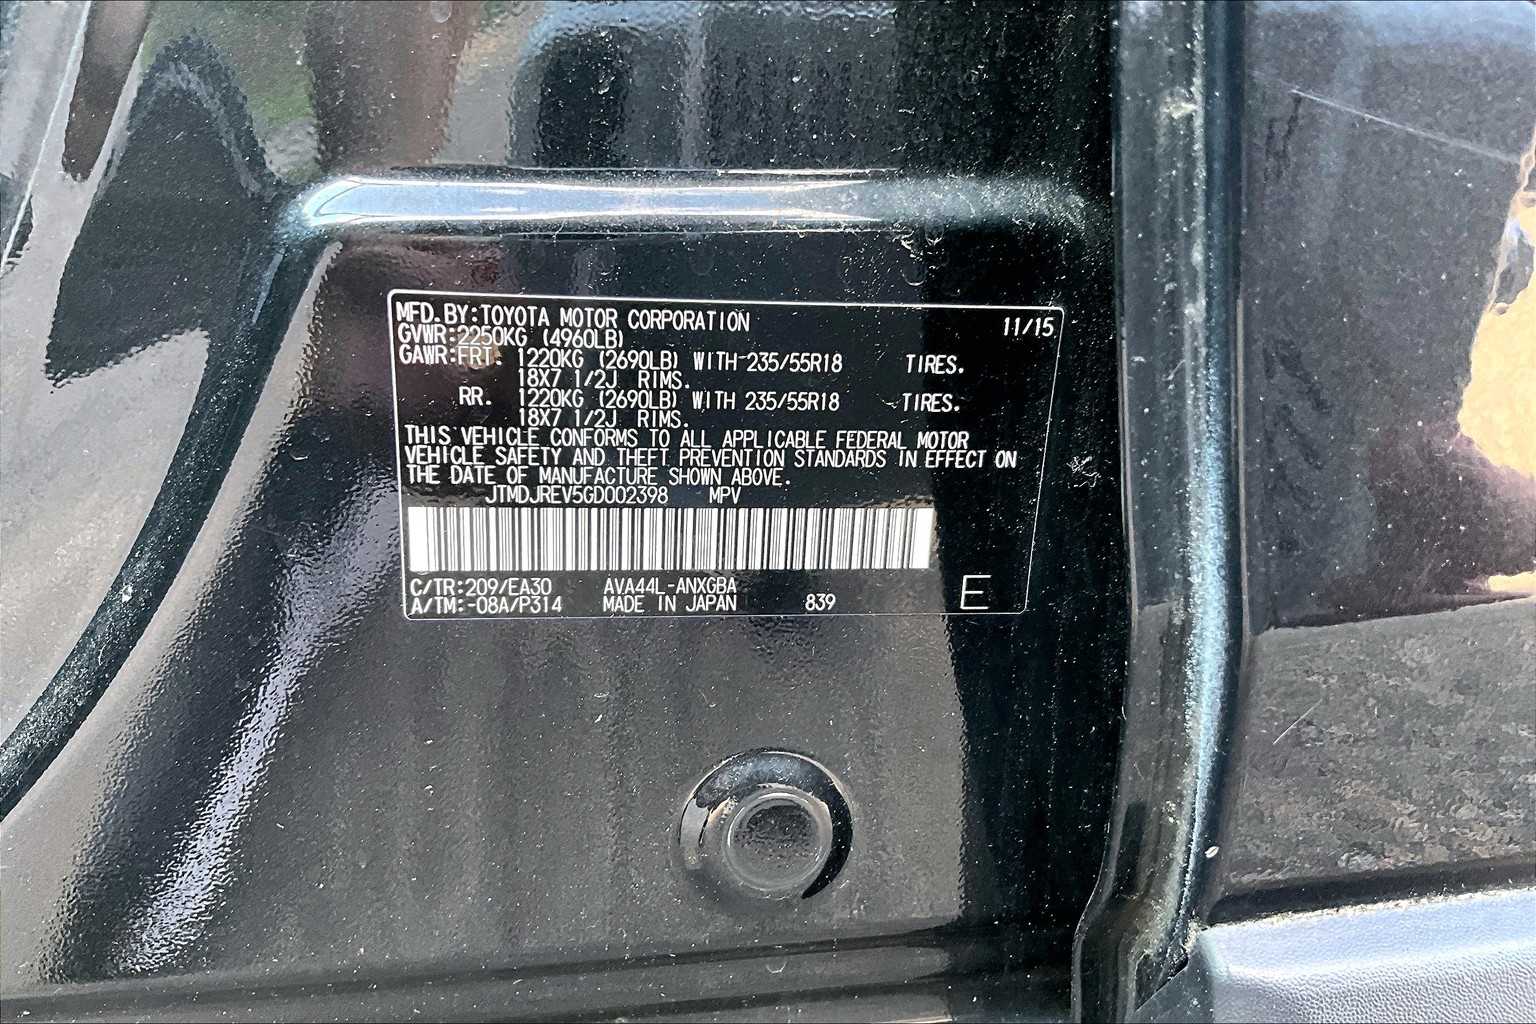 MFD. BY: TOYOTA MOTOR CORPORATION 11/15
GVWR: 2250KG (4960LB)
GAWR: FRT. 1220KG (2690LB) WITH 235/55R18 TIRES.
18X7 1/2J RIMS.
RR. 1220KG (2690LB) WITH 235/55R18 TIRES.
18X7 1/2J RIMS.
THIS VEHICLE CONFORMS TO ALL APPLICABLE FEDERAL MOTOR
VEHICLE SAFETY AND THEFT PREVENTION STANDARDS IN EFFECT ON
THE DATE OF MANUFACTURE SHOWN ABOVE.
JTMDJREV5GD002398 MPV
C/TR: 209/EA30 AVA44L-ANXGBA
A/TM: -08A/P314 MADE IN JAPAN 839 E